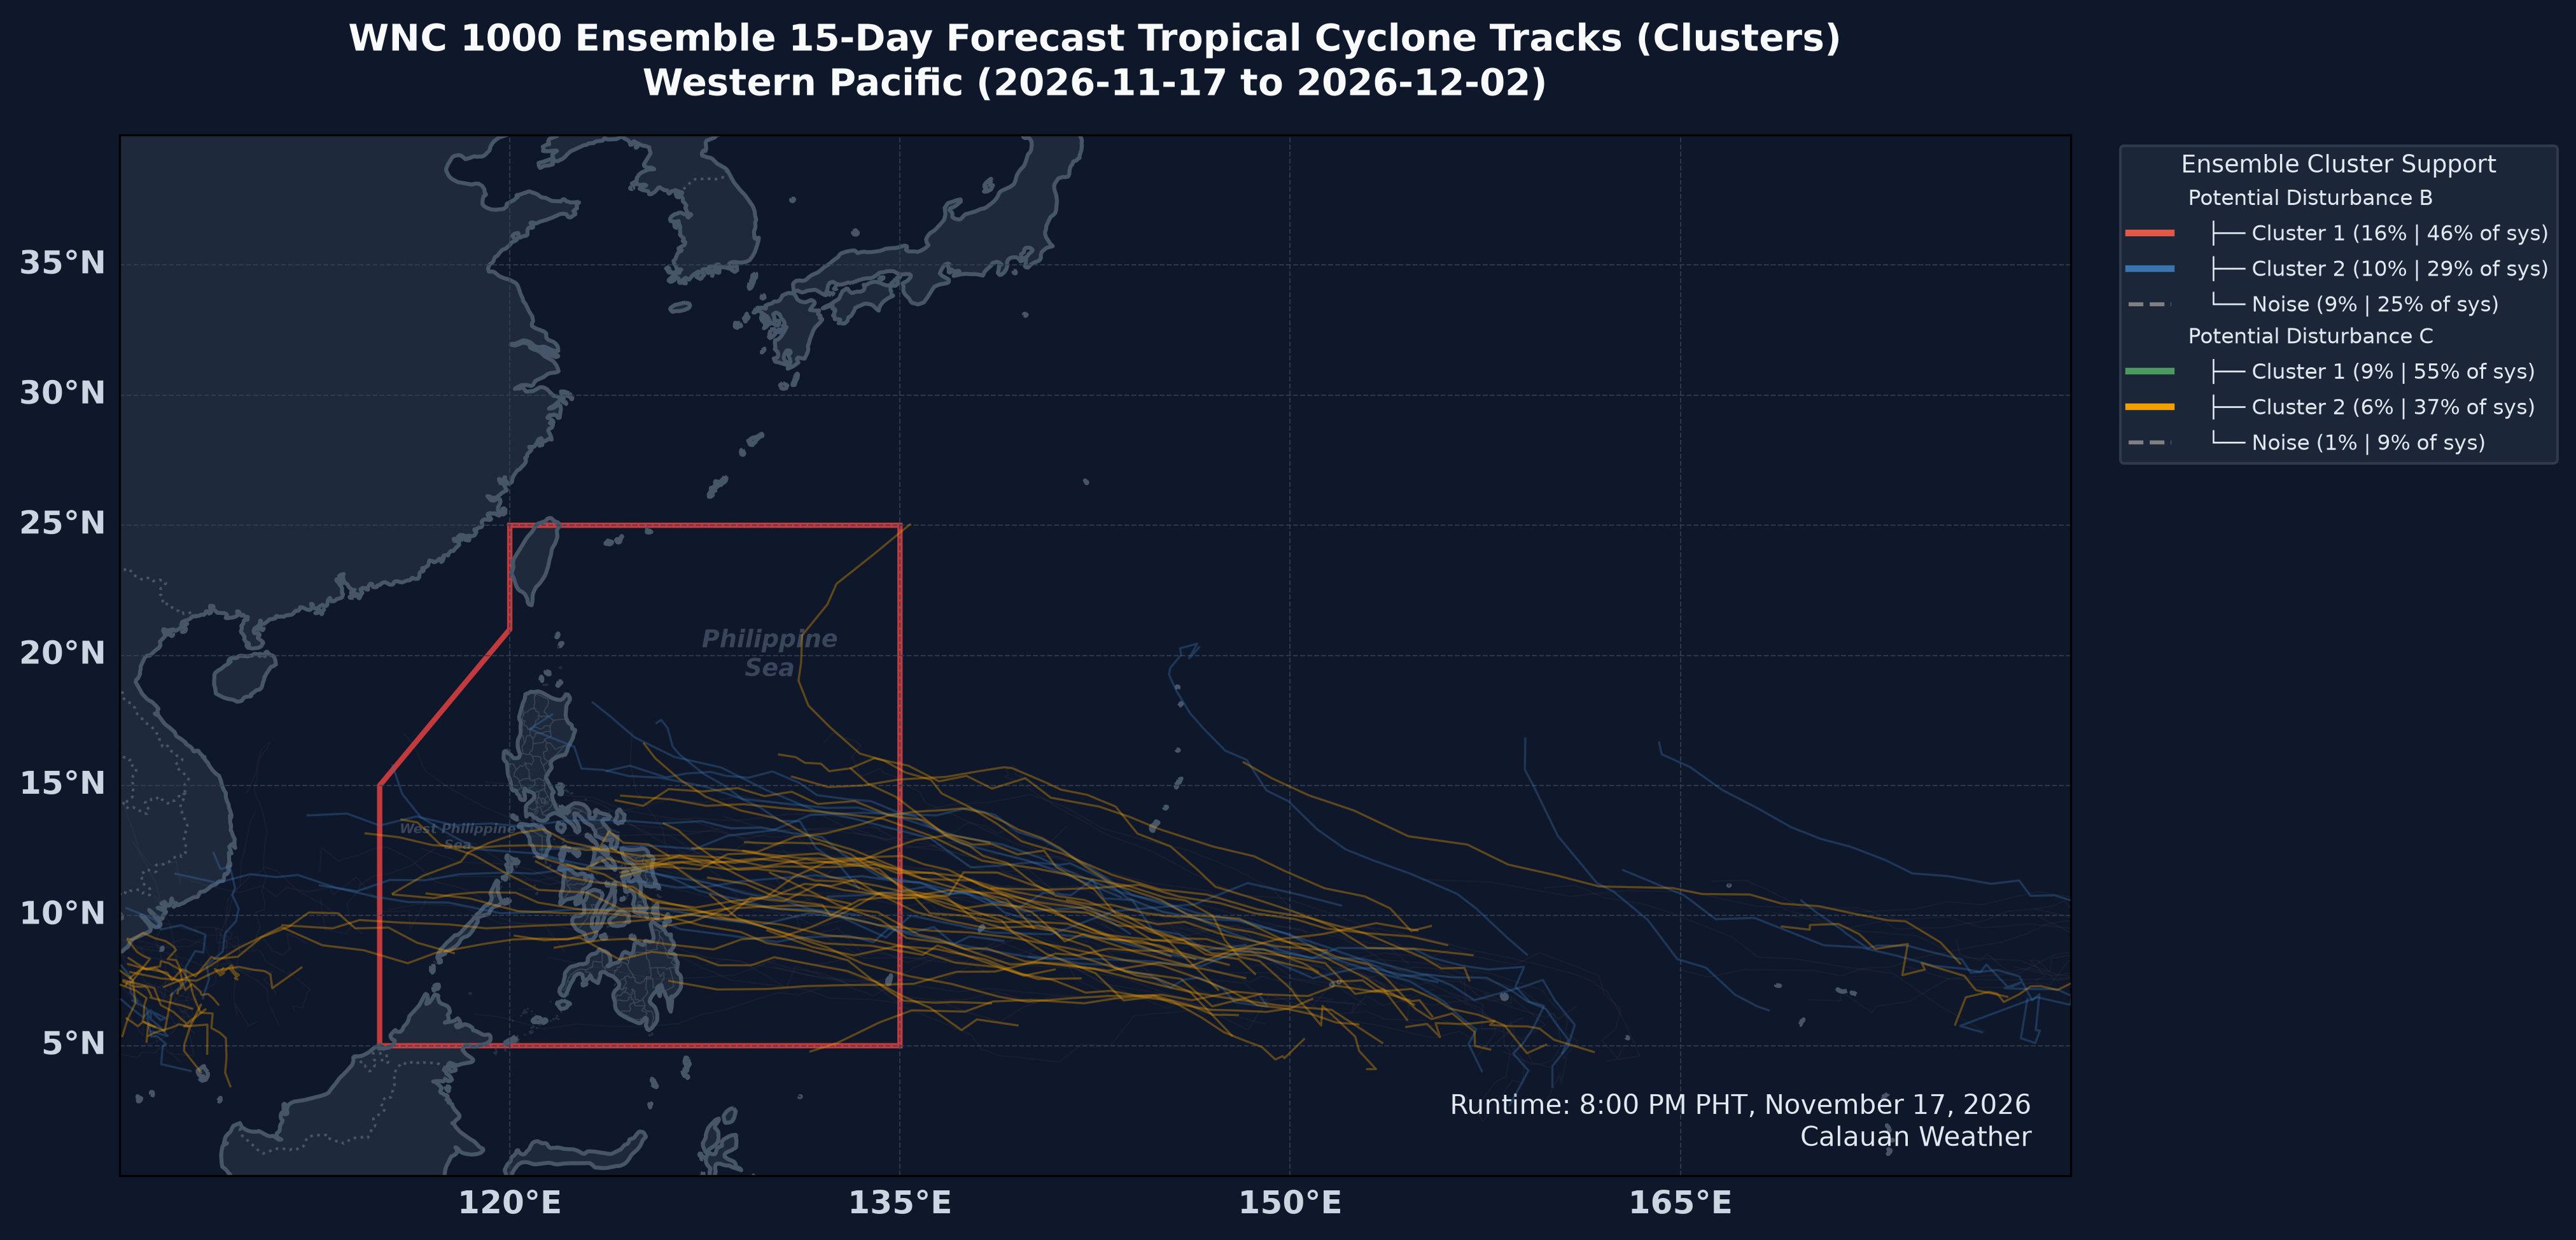 WNC 1000 Ensemble 15-Day Forecast Tropical Cyclone Tracks (Clusters)
Western Pacific (2026-11-17 to 2026-12-02)
Ensemble Cluster Support
Potential Disturbance B
Cluster 1 (16% | 46% of sys)
Cluster 2 (10% | 29% of sys)
Noise (9% | 25% of sys)
Potential Disturbance C
Cluster 1 (9% | 55% of sys)
Cluster 2 (6% | 37% of sys)
Noise (1% | 9% of sys)
35°N
30°N
25°N
20°N
15°N
10°N
5°N
Philippine
Sea
West Philippine
Sea
Runtime: 8:00 PM PHT, November 17, 2026
Calauan Weather
120°E
135°E
150°E
165°E